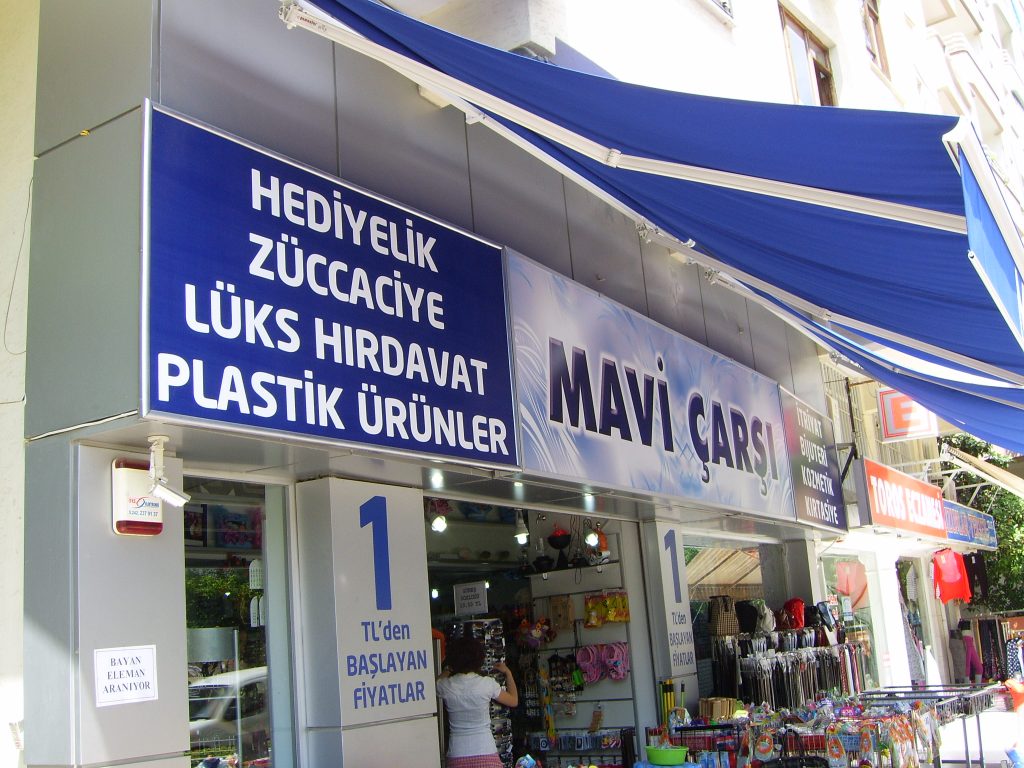 HEDİYELİK
ZÜCCACİYE
LÜKS HIRDAVAT
PLASTİK ÜRÜNLER
MAVİ ÇARŞI
ITRİYAT
BİJUTERİ
KOZMETİK
KIRTASİYE
E
TOROS ECZANESİ
1
TL'den
BAŞLAYAN
FİYATLAR
1
TL'den
BAŞLAYAN
FİYATLAR
BAYAN
ELEMAN
ARANIYOR